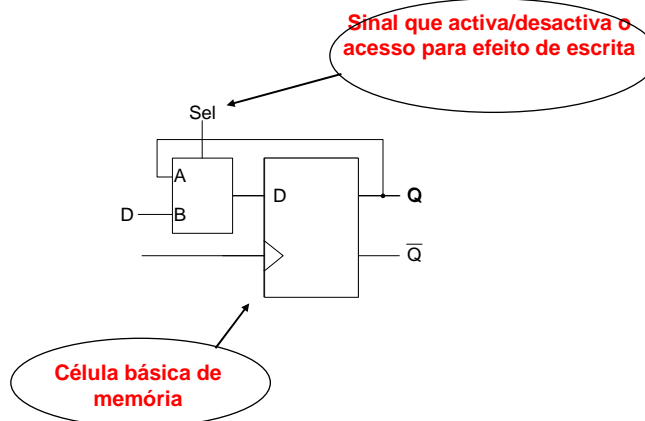 Sinal que activa/desactiva o
acesso para efeito de escrita
Sel
A
D
Q
D
B
Q̅
Célula básica de
memória